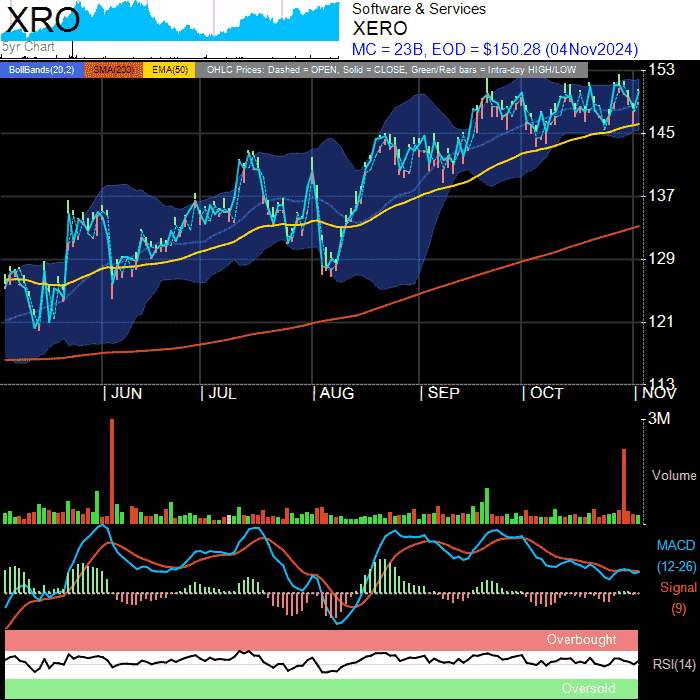 XRO
5yr Chart
Software & Services
XERO
MC = 23B, EOD = $150.28 (04Nov2024)
BollBands(20,2) SMA(200) EMA(50) OHLC Prices: Dashed = OPEN, Solid = CLOSE, Green/Red bars = Intra-day HIGH/LOW
153
145
137
129
121
113
JUN JUL AUG SEP OCT NOV
3M
Volume
MACD
(12-26)
Signal
(9)
Overbought
RSI(14)
Oversold